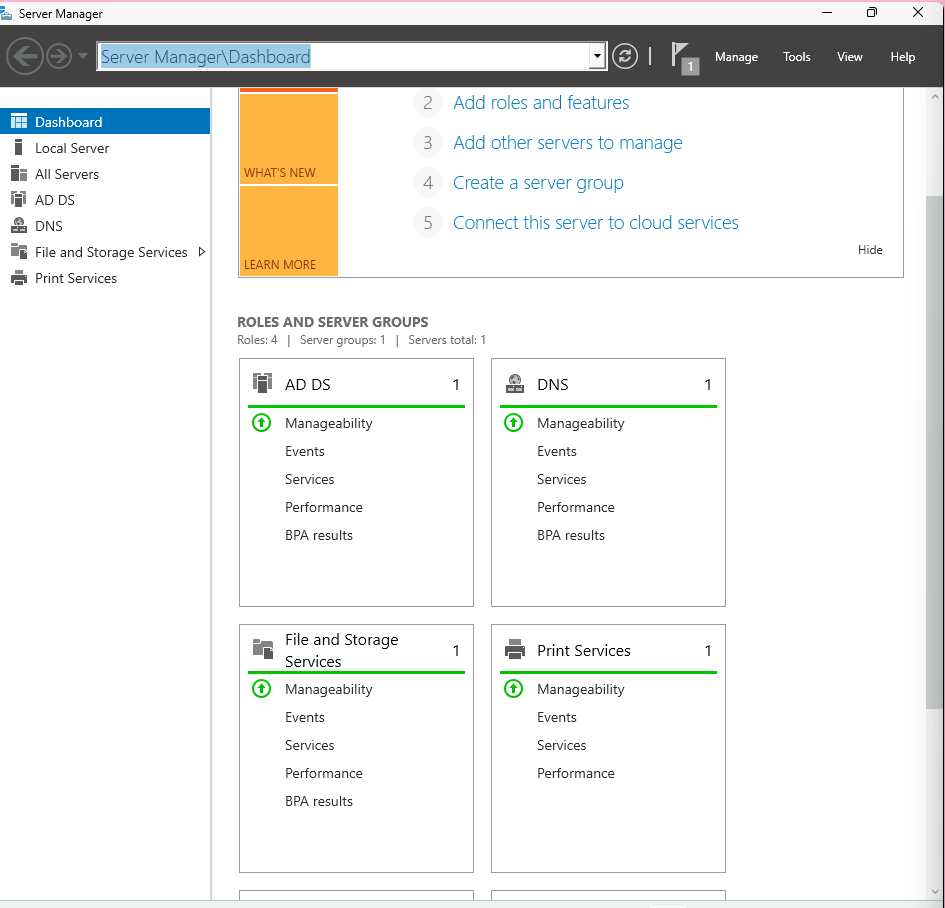 Server Manager
Server Manager\Dashboard
1
Manage
Tools
View
Help
Dashboard
Local Server
All Servers
AD DS
DNS
File and Storage Services
Print Services
WHAT'S NEW
LEARN MORE
2 Add roles and features
3 Add other servers to manage
4 Create a server group
5 Connect this server to cloud services
Hide
ROLES AND SERVER GROUPS
Roles: 4 | Server groups: 1 | Servers total: 1
AD DS 1
Manageability
Events
Services
Performance
BPA results
DNS 1
Manageability
Events
Services
Performance
BPA results
File and Storage
Services
1
Manageability
Events
Services
Performance
BPA results
Print Services 1
Manageability
Events
Services
Performance